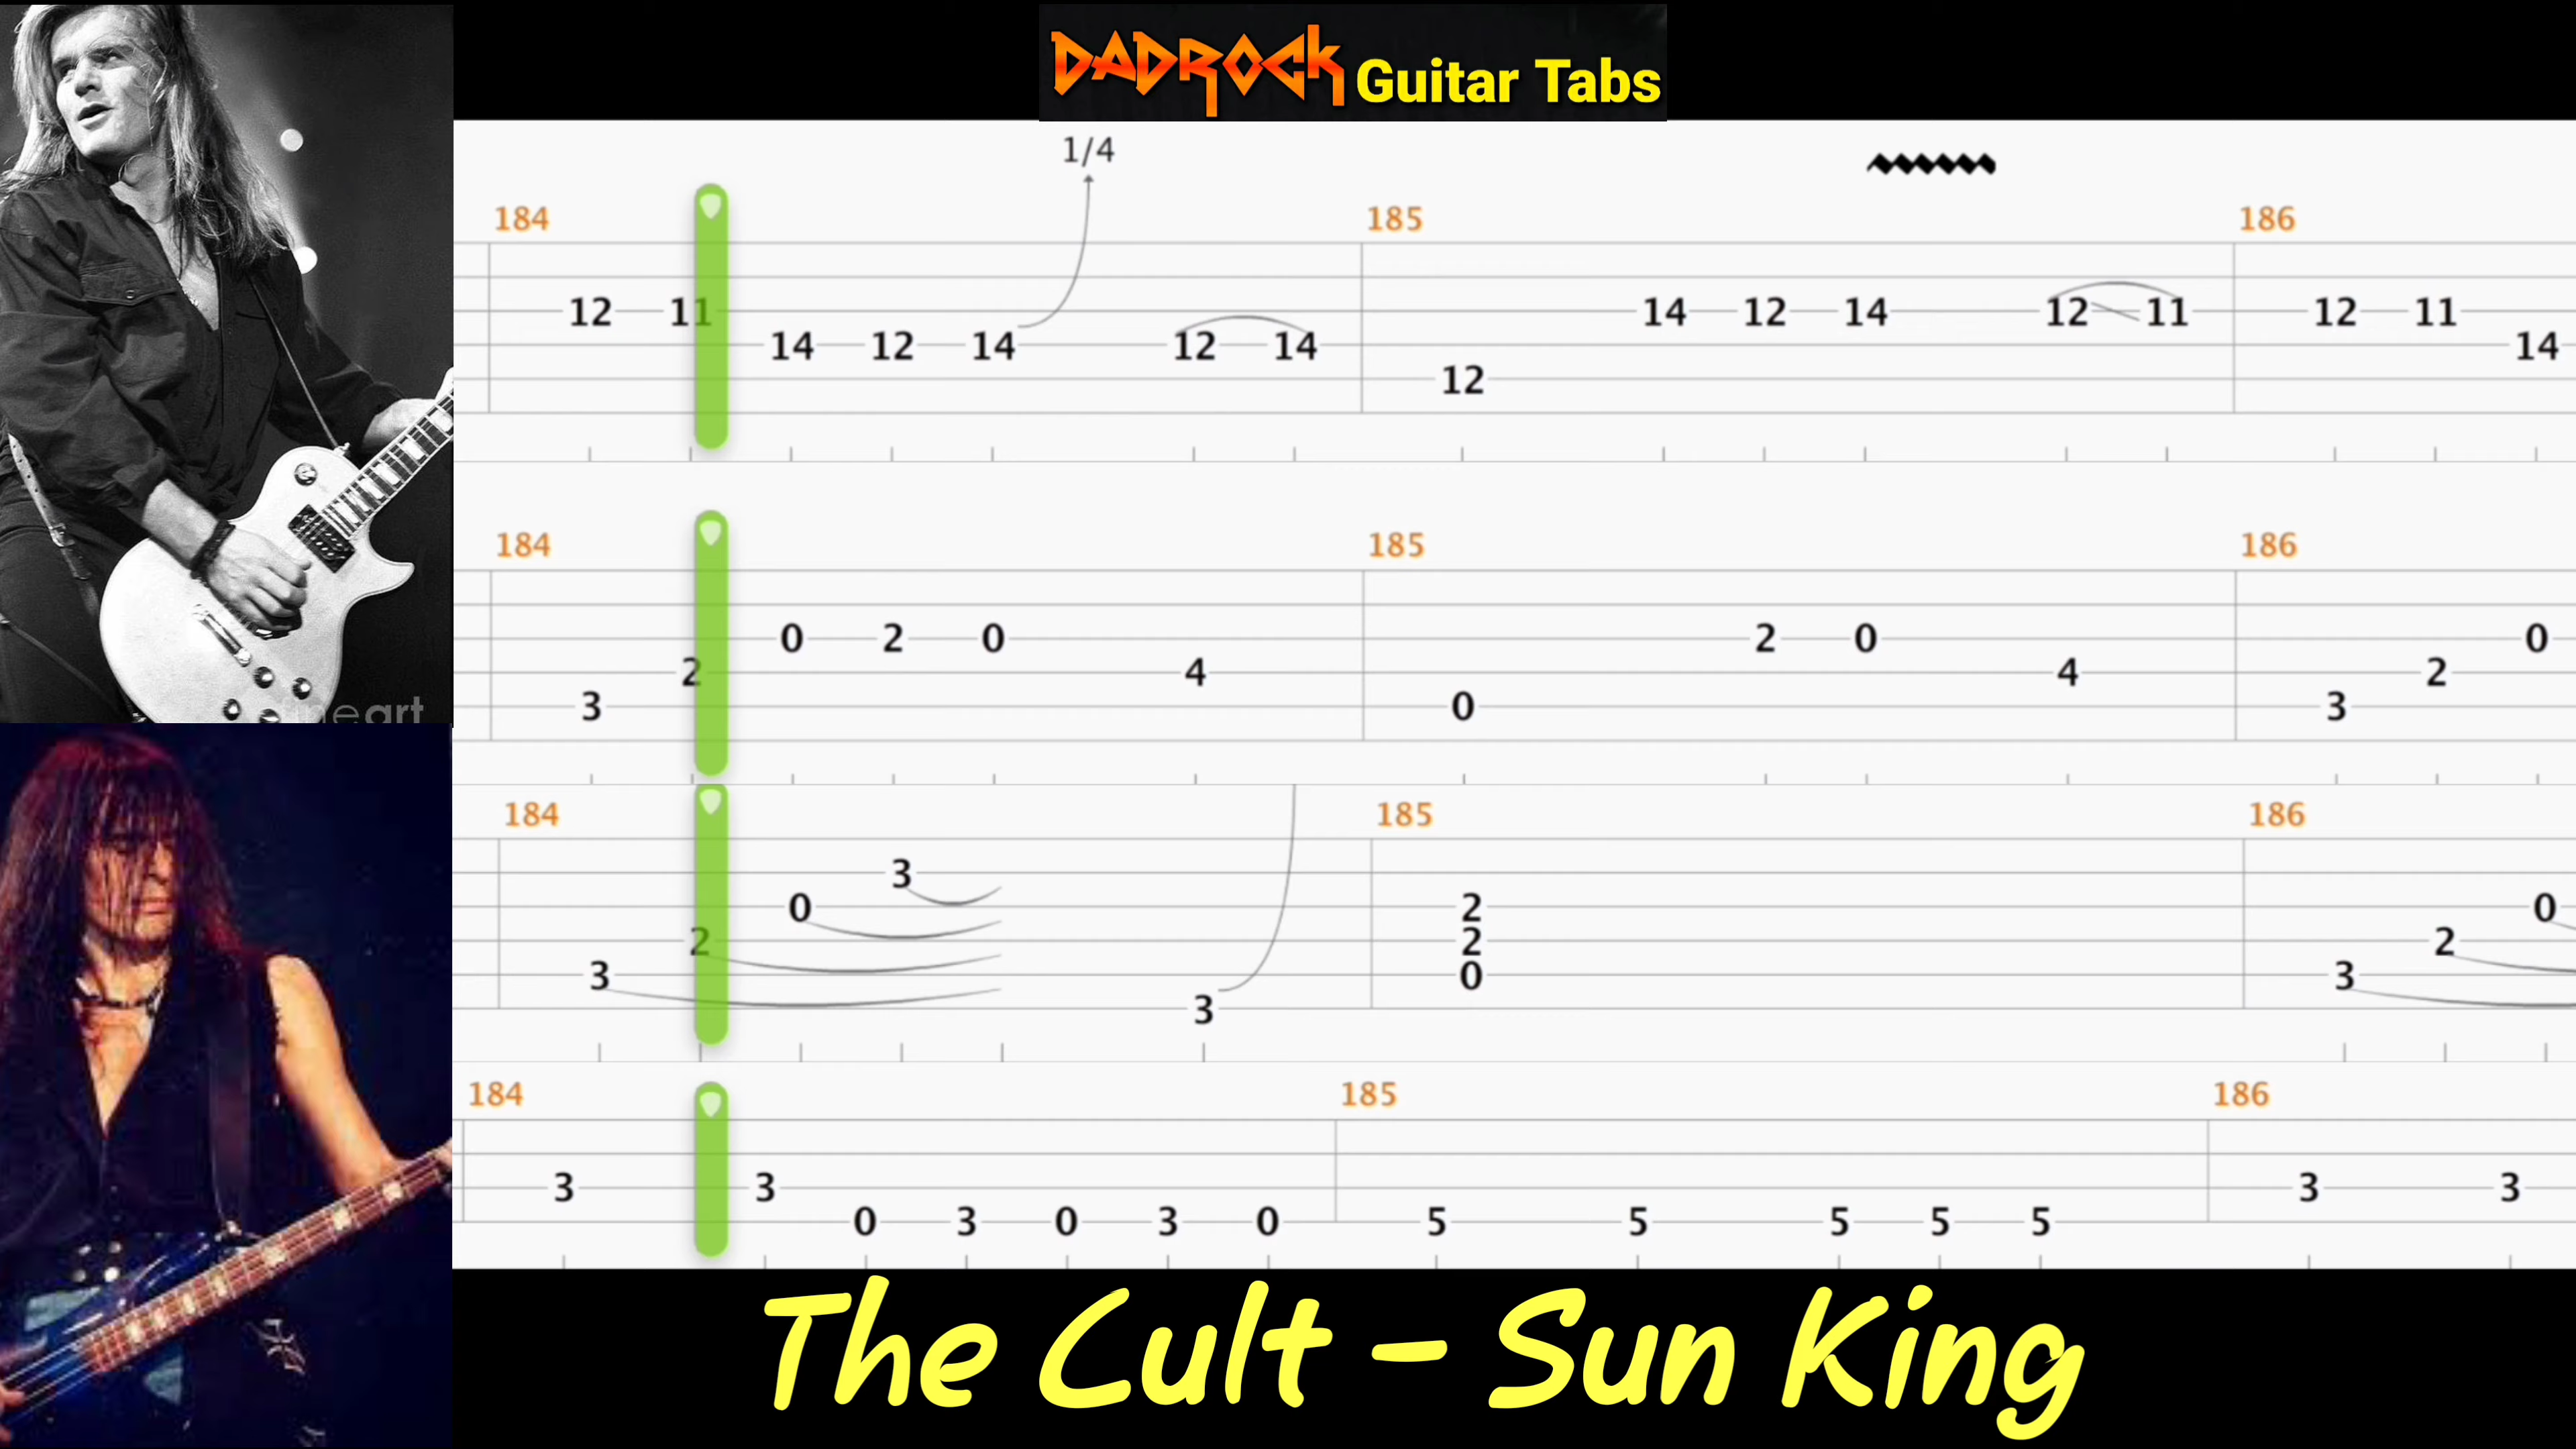 DADROCK Guitar Tabs
1/4
184 185 186
12 11 14 12 14 12 14 12 14 12 14 12 11 12 11 14
184 185 186
3 2 0 2 0 4 0 2 0 4 3 2 0
184 185 186
3 2 0 3 3 2 2 0 3 2 0
184 185 186
3 3 0 3 0 3 0 5 5 5 5 5 3 3
art
The Cult - Sun King